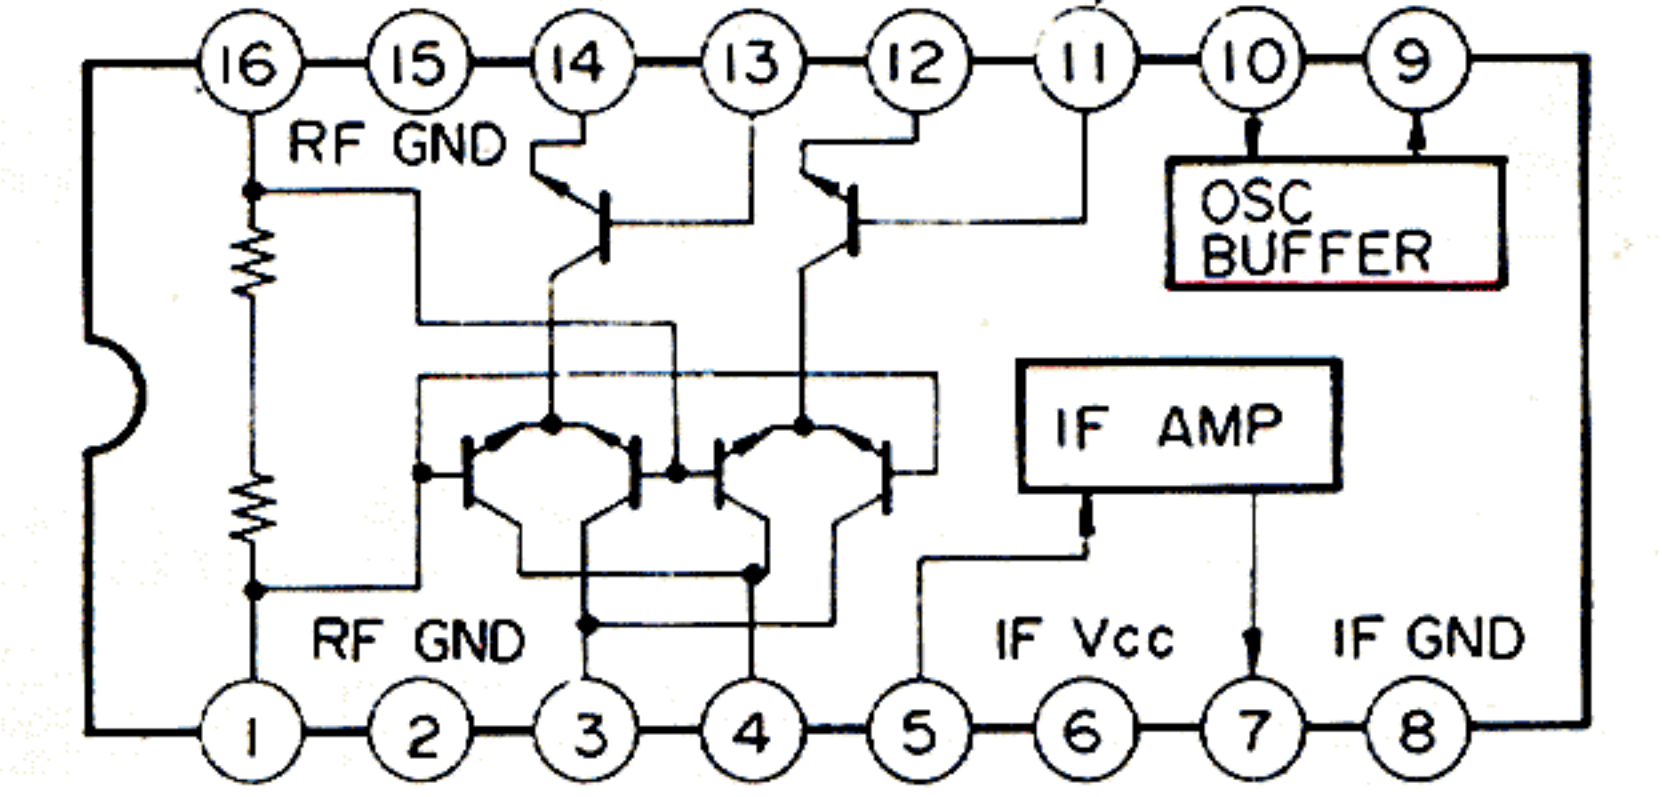 16 15 14 13 12 11 10 9
RF GND
OSC
BUFFER
IF AMP
RF GND IF Vcc IF GND
1 2 3 4 5 6 7 8